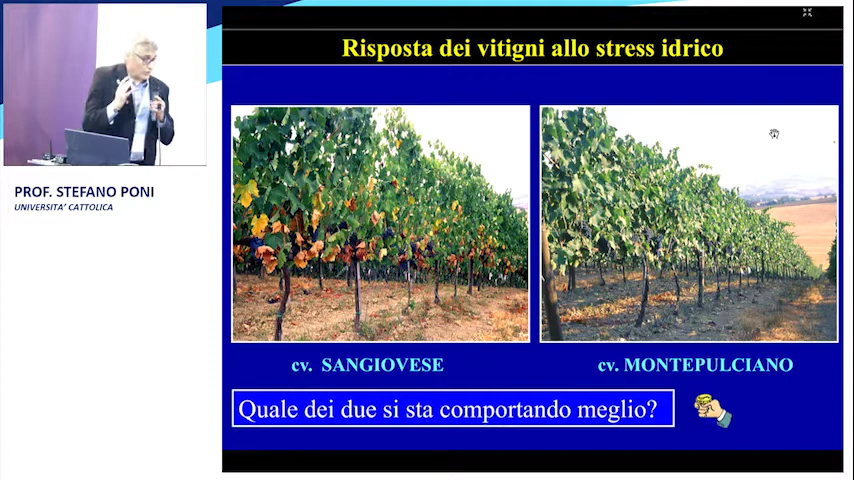 Risposta dei vitigni allo stress idrico
PROF. STEFANO PONI
UNIVERSITA' CATTOLICA
cv. SANGIOVESE
cv. MONTEPULCIANO
Quale dei due si sta comportando meglio?